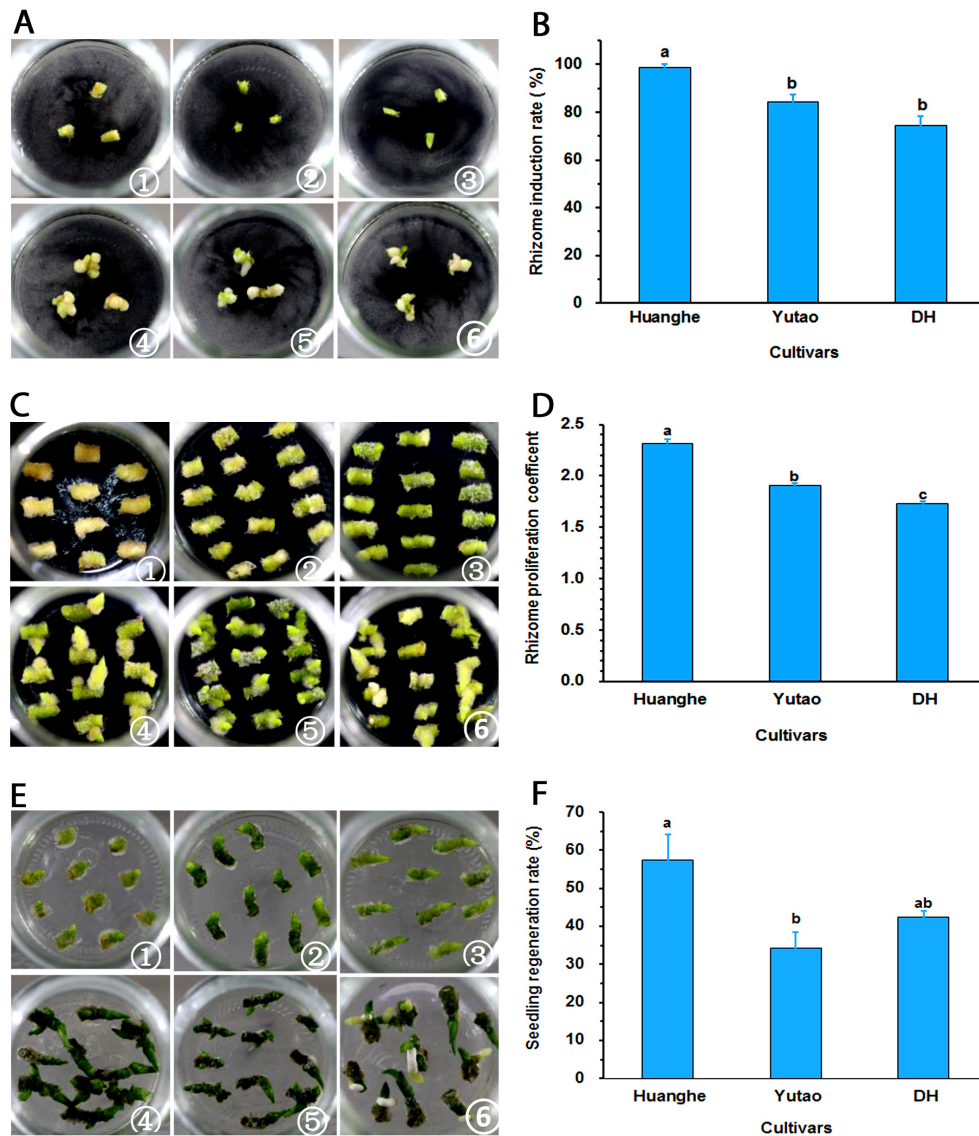 A
①
②
③
④
⑤
⑥
B
Rhizome induction rate ( %)
100
80
60
40
20
0
a
b
b
Huanghe
Yutao
DH
Cultivars
C
①
②
③
④
⑤
⑥
D
Rhizome proliferation coefficent
2.5
2.0
1.5
1.0
0.5
0.0
a
b
c
Huanghe
Yutao
DH
Cultivars
E
①
②
③
④
⑤
⑥
F
Seedling regeneration rate (%)
70
60
50
40
30
20
10
0
a
b
ab
Huanghe
Yutao
DH
Cultivars